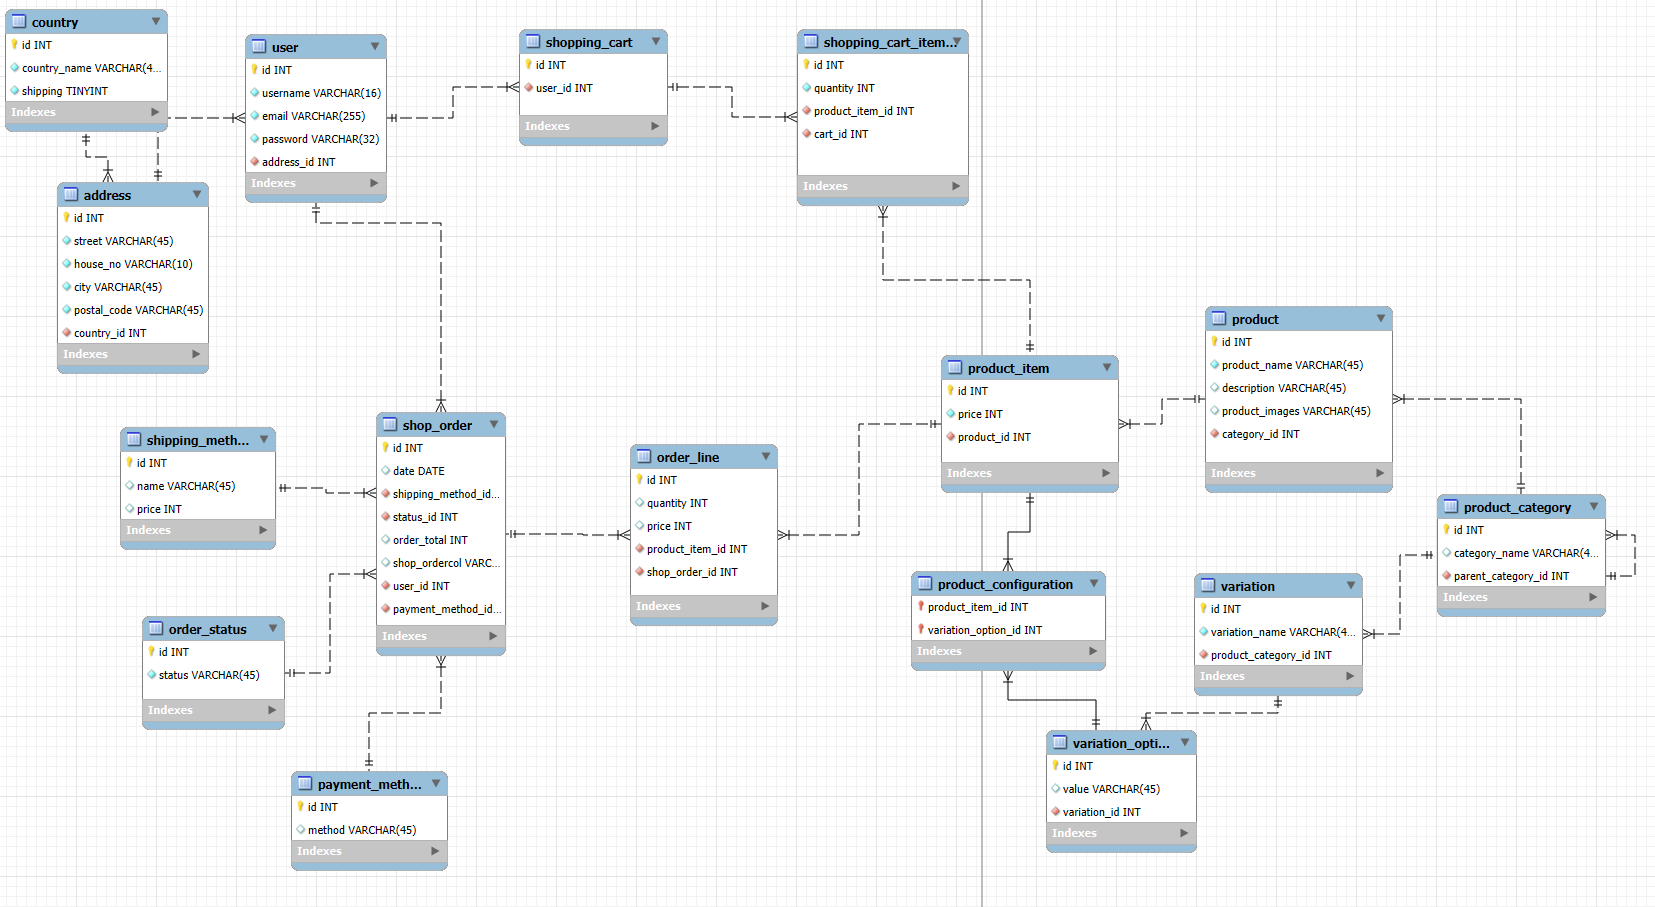 country
id INT
country_name VARCHAR(4...
shipping TINYINT
Indexes
user
id INT
username VARCHAR(16)
email VARCHAR(255)
password VARCHAR(32)
address_id INT
Indexes
shopping_cart
id INT
user_id INT
Indexes
shopping_cart_item...
id INT
quantity INT
product_item_id INT
cart_id INT
Indexes
address
id INT
street VARCHAR(45)
house_no VARCHAR(10)
city VARCHAR(45)
postal_code VARCHAR(45)
country_id INT
Indexes
product_item
id INT
price INT
product_id INT
Indexes
product
id INT
product_name VARCHAR(45)
description VARCHAR(45)
product_images VARCHAR(45)
category_id INT
Indexes
shipping_meth...
id INT
name VARCHAR(45)
price INT
Indexes
shop_order
id INT
date DATE
shipping_method_id...
status_id INT
order_total INT
shop_ordercol VARC...
user_id INT
payment_method_id...
Indexes
order_line
id INT
quantity INT
price INT
product_item_id INT
shop_order_id INT
Indexes
product_category
id INT
category_name VARCHAR(4...
parent_category_id INT
Indexes
product_configuration
product_item_id INT
variation_option_id INT
Indexes
variation
id INT
variation_name VARCHAR(4...
product_category_id INT
Indexes
order_status
id INT
status VARCHAR(45)
Indexes
variation_opti...
id INT
value VARCHAR(45)
variation_id INT
Indexes
payment_meth...
id INT
method VARCHAR(45)
Indexes